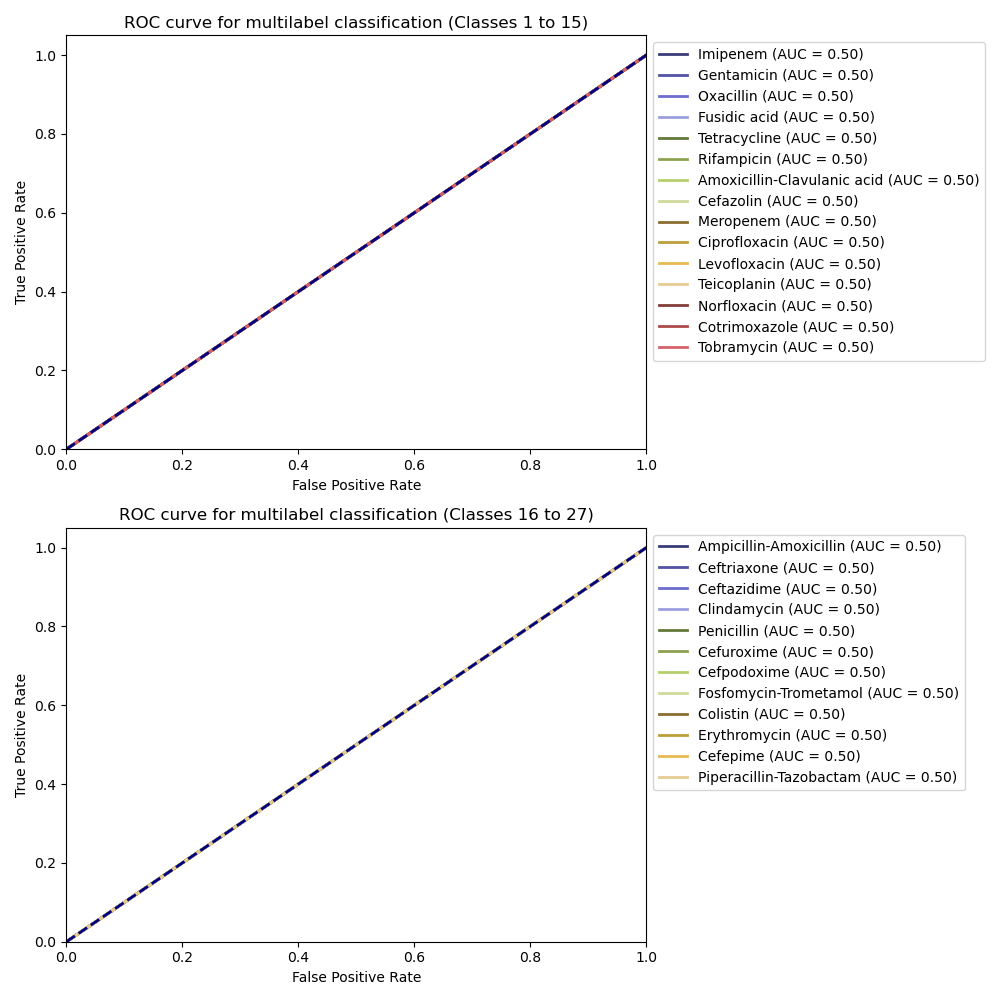 ROC curve for multilabel classification (Classes 1 to 15)
True Positive Rate
1.0
0.8
0.6
0.4
0.2
0.0
0.0 0.2 0.4 0.6 0.8 1.0
False Positive Rate
Imipenem (AUC = 0.50)
Gentamicin (AUC = 0.50)
Oxacillin (AUC = 0.50)
Fusidic acid (AUC = 0.50)
Tetracycline (AUC = 0.50)
Rifampicin (AUC = 0.50)
Amoxicillin-Clavulanic acid (AUC = 0.50)
Cefazolin (AUC = 0.50)
Meropenem (AUC = 0.50)
Ciprofloxacin (AUC = 0.50)
Levofloxacin (AUC = 0.50)
Teicoplanin (AUC = 0.50)
Norfloxacin (AUC = 0.50)
Cotrimoxazole (AUC = 0.50)
Tobramycin (AUC = 0.50)
ROC curve for multilabel classification (Classes 16 to 27)
True Positive Rate
1.0
0.8
0.6
0.4
0.2
0.0
0.0 0.2 0.4 0.6 0.8 1.0
False Positive Rate
Ampicillin-Amoxicillin (AUC = 0.50)
Ceftriaxone (AUC = 0.50)
Ceftazidime (AUC = 0.50)
Clindamycin (AUC = 0.50)
Penicillin (AUC = 0.50)
Cefuroxime (AUC = 0.50)
Cefpodoxime (AUC = 0.50)
Fosfomycin-Trometamol (AUC = 0.50)
Colistin (AUC = 0.50)
Erythromycin (AUC = 0.50)
Cefepime (AUC = 0.50)
Piperacillin-Tazobactam (AUC = 0.50)